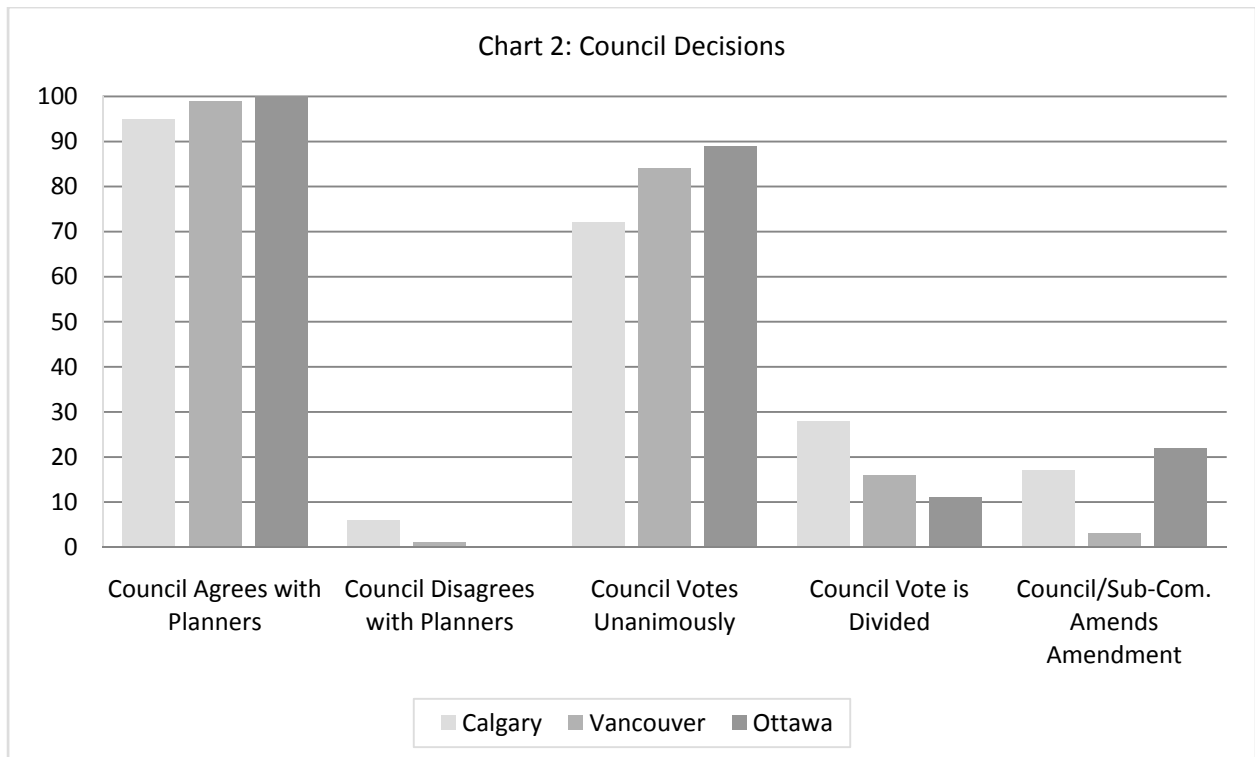 Chart 2: Council Decisions
100
90
80
70
60
50
40
30
20
10
0
Council Agrees with
Planners
Council Disagrees
with Planners
Council Votes
Unanimously
Council Vote is
Divided
Council/Sub-Com.
Amends
Amendment
Calgary Vancouver Ottawa